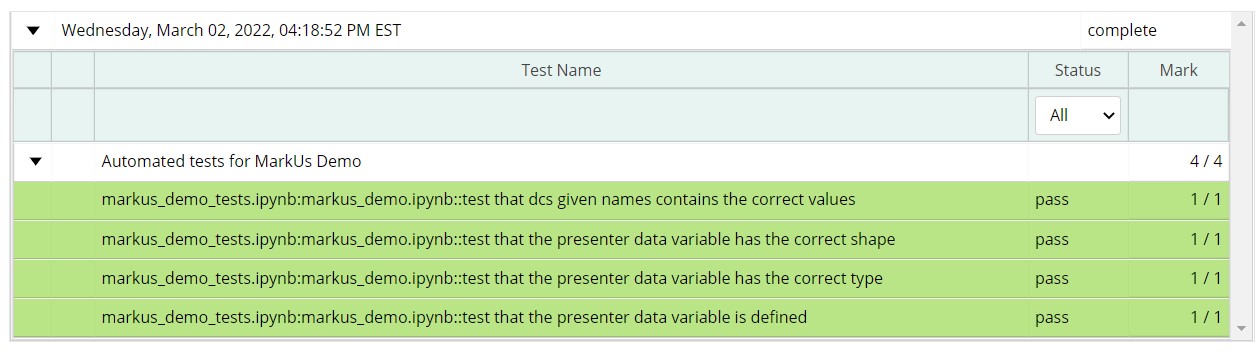 Wednesday, March 02, 2022, 04:18:52 PM EST complete
Test Name Status Mark
All
Automated tests for MarkUs Demo 4 / 4
markus_demo_tests.ipynb:markus_demo.ipynb::test that dcs given names contains the correct values pass 1 / 1
markus_demo_tests.ipynb:markus_demo.ipynb::test that the presenter data variable has the correct shape pass 1 / 1
markus_demo_tests.ipynb:markus_demo.ipynb::test that the presenter data variable has the correct type pass 1 / 1
markus_demo_tests.ipynb:markus_demo.ipynb::test that the presenter data variable is defined pass 1 / 1